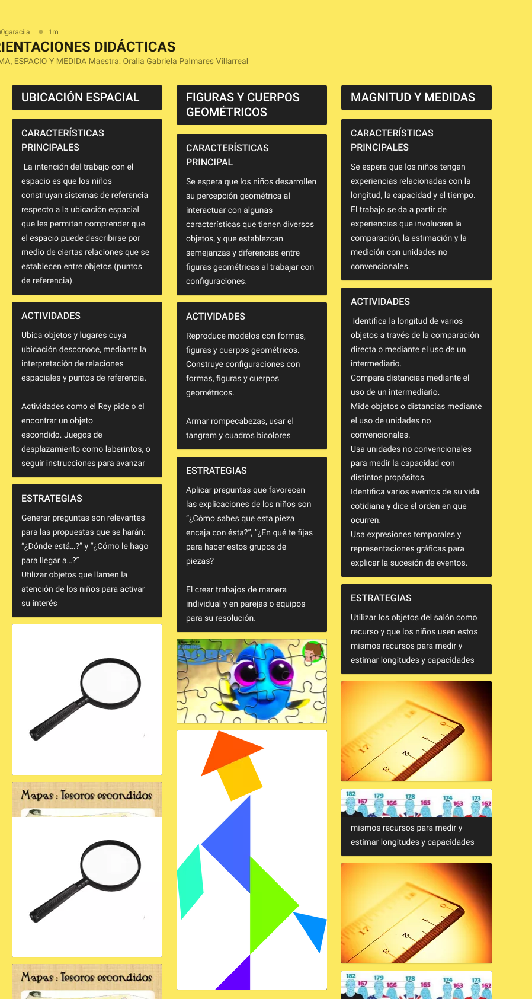 0garaciia 1m
RIENTACIONES DIDÁCTICAS
MA, ESPACIO Y MEDIDA Maestra: Oralia Gabriela Palmares Villarreal
UBICACIÓN ESPACIAL
CARACTERÍSTICAS
PRINCIPALES
La intención del trabajo con el
espacio es que los niños
construyan sistemas de referencia
respecto a la ubicación espacial
que les permitan comprender que
el espacio puede describirse por
medio de ciertas relaciones que se
establecen entre objetos (puntos
de referencia).
ACTIVIDADES
Ubica objetos y lugares cuya
ubicación desconoce, mediante la
interpretación de relaciones
espaciales y puntos de referencia.
Actividades como el Rey pide o el
encontrar un objeto
escondido. Juegos de
desplazamiento como laberintos, o
seguir instrucciones para avanzar
ESTRATEGIAS
Generar preguntas son relevantes
para las propuestas que se harán:
“¿Dónde está…?” y “¿Cómo le hago
para llegar a…?”
Utilizar objetos que llamen la
atención de los niños para activar
su interés
Mapas : Tesoros escondidos
Mapas : Tesoros escondidos
FIGURAS Y CUERPOS
GEOMÉTRICOS
CARACTERÍSTICAS
PRINCIPAL
Se espera que los niños desarrollen
su percepción geométrica al
interactuar con algunas
características que tienen diversos
objetos, y que establezcan
semejanzas y diferencias entre
figuras geométricas al trabajar con
configuraciones.
ACTIVIDADES
Reproduce modelos con formas,
figuras y cuerpos geométricos.
Construye configuraciones con
formas, figuras y cuerpos
geométricos.
Armar rompecabezas, usar el
tangram y cuadros bicolores
ESTRATEGIAS
Aplicar preguntas que favorecen
las explicaciones de los niños son
“¿Cómo sabes que esta pieza
encaja con ésta?”, “¿En qué te fijas
para hacer estos grupos de
piezas?
El crear trabajos de manera
individual y en parejas o equipos
para su resolución.
MAGNITUD Y MEDIDAS
CARACTERÍSTICAS
PRINCIPALES
Se espera que los niños tengan
experiencias relacionadas con la
longitud, la capacidad y el tiempo.
El trabajo se da a partir de
experiencias que involucren la
comparación, la estimación y la
medición con unidades no
convencionales.
ACTIVIDADES
Identifica la longitud de varios
objetos a través de la comparación
directa o mediante el uso de un
intermediario.
Compara distancias mediante el
uso de un intermediario.
Mide objetos o distancias mediante
el uso de unidades no
convencionales.
Usa unidades no convencionales
para medir la capacidad con
distintos propósitos.
Identifica varios eventos de su vida
cotidiana y dice el orden en que
ocurren.
Usa expresiones temporales y
representaciones gráficas para
explicar la sucesión de eventos.
ESTRATEGIAS
Utilizar los objetos del salón como
recurso y que los niños usen estos
mismos recursos para medir y
estimar longitudes y capacidades
0 1 2 3 17
182 167 179 178 165 174 163 173 162
mismos recursos para medir y
estimar longitudes y capacidades
0 1 2 3 17
182 167 179 178 165 174 163 173 162